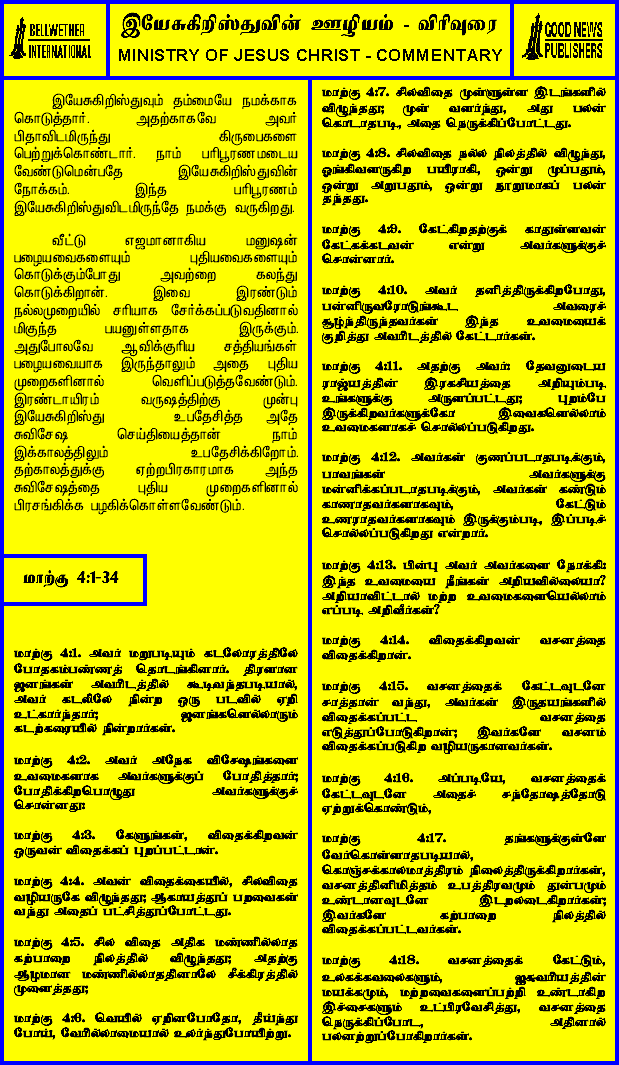 BELLWETHER
INTERNATIONAL
இயேசுகிறிஸ்துவின் ஊழியம் - விரிவுரை
MINISTRY OF JESUS CHRIST - COMMENTARY
GOOD NEWS
PUBLISHERS
இயேசுகிறிஸ்துவும் தம்மையே நமக்காக
கொடுத்தார். அதற்காகவே அவர்
பிதாவிடமிருந்து கிருபைகளை
பெற்றுக்கொண்டார். நாம் பரிபூரணமடைய
வேண்டுமென்பதே இயேசுகிறிஸ்துவின்
நோக்கம். இந்த பரிபூரணம்
இயேசுகிறிஸ்துவிடமிருந்தே நமக்கு வருகிறது.
வீட்டு எஜமானாகிய மனுஷன்
பழையவைகளையும் புதியவைகளையும்
கொடுக்கும்போது அவற்றை கலந்து
கொடுக்கிறான். இவை இரண்டும்
நல்லமுறையில் சரியாக சேர்க்கப்படுவதினால்
மிகுந்த பயனுள்ளதாக இருக்கும்.
அதுபோலவே ஆவிக்குரிய சத்தியங்கள்
பழையவையாக இருந்தாலும் அதை புதிய
முறைகளினால் வெளிப்படுத்தவேண்டும்.
இரண்டாயிரம் வருஷத்திற்கு முன்பு
இயேசுகிறிஸ்து உபதேசித்த அதே
சுவிசேஷ செய்தியைத்தான் நாம்
இக்காலத்திலும் உபதேசிக்கிறோம்.
தற்காலத்துக்கு ஏற்றபிரகாரமாக அந்த
சுவிசேஷத்தை புதிய முறைகளினால்
பிரசங்கிக்க பழகிக்கொள்ளவேண்டும்.
மாற்கு 4:1-34
மாற்கு 4:1. அவர் மறுபடியும் கடலோரத்திலே
போதகம்பண்ணத் தொடங்கினார். திரளான
ஜனங்கள் அவரிடத்தில் கூடிவந்தபடியால்,
அவர் கடலிலே நின்ற ஒரு படவில் ஏறி
உட்கார்ந்தார்; ஜனங்களெல்லாரும்
கடற்கரையில் நின்றார்கள்.
மாற்கு 4:2. அவர் அநேக விசேஷங்களை
உவமைகளாக அவர்களுக்குப் போதித்தார்;
போதிக்கிறபொழுது அவர்களுக்குச்
சொன்னது:
மாற்கு 4:3. கேளுங்கள், விதைக்கிறவன்
ஒருவன் விதைக்கப் புறப்பட்டான்.
மாற்கு 4:4. அவன் விதைக்கையில், சிலவிதை
வழியருகே விழுந்தது; ஆகாயத்துப் பறவைகள்
வந்து அதைப் பட்சித்துப்போட்டது.
மாற்கு 4:5. சில விதை அதிக மண்ணில்லாத
கற்பாறை நிலத்தில் விழுந்தது; அதற்கு
ஆழமான மண்ணில்லாததினாலே சீக்கிரத்தில்
முளைத்தது;
மாற்கு 4:6. வெயில் ஏறினபோதோ, தீய்ந்து
போய், வேரில்லாமையால் உலர்ந்துபோயிற்று.
மாற்கு 4:7. சிலவிதை முள்ளுள்ள இடங்களில்
விழுந்தது; முள் வளர்ந்து, அது பலன்
கொடாதபடி, அதை நெருக்கிப்போட்டது.
மாற்கு 4:8. சிலவிதை நல்ல நிலத்தில் விழுந்து,
ஓங்கிவளருகிற பயிராகி, ஒன்று முப்பதும்,
ஒன்று அறுபதும், ஒன்று நூறுமாகப் பலன்
தந்தது.
மாற்கு 4:9. கேட்கிறதற்குக் காதுள்ளவன்
கேட்கக்கடவன் என்று அவர்களுக்குச்
சொன்னார்.
மாற்கு 4:10. அவர் தனித்திருக்கிறபோது,
பன்னிருவரோடுங்கூட அவரைச்
சூழ்ந்திருந்தவர்கள் இந்த உவமையைக்
குறித்து அவரிடத்தில் கேட்டார்கள்.
மாற்கு 4:11. அதற்கு அவர்: தேவனுடைய
ராஜ்யத்தின் இரகசியத்தை அறியும்படி
உங்களுக்கு அருளப்பட்டது; புறம்பே
இருக்கிறவர்களுக்கோ இவைகளெல்லாம்
உவமைகளாகச் சொல்லப்படுகிறது.
மாற்கு 4:12. அவர்கள் குணப்படாதபடிக்கும்,
பாவங்கள் அவர்களுக்கு
மன்னிக்கப்படாதபடிக்கும், அவர்கள் கண்டும்
காணாதவர்களாகவும், கேட்டும்
உணராதவர்களாகவும் இருக்கும்படி, இப்படிச்
சொல்லப்படுகிறது என்றார்.
மாற்கு 4:13. பின்பு அவர் அவர்களை நோக்கி:
இந்த உவமையை நீங்கள் அறியவில்லையா?
அறியாவிட்டால் மற்ற உவமைகளையெல்லாம்
எப்படி அறிவீர்கள்?
மாற்கு 4:14. விதைக்கிறவன் வசனத்தை
விதைக்கிறான்.
மாற்கு 4:15. வசனத்தைக் கேட்டவுடனே
சாத்தான் வந்து, அவர்கள் இருதயங்களில்
விதைக்கப்பட்ட வசனத்தை
எடுத்துப்போடுகிறான்; இவர்களே வசனம்
விதைக்கப்படுகிற வழியருகானவர்கள்.
மாற்கு 4:16. அப்படியே, வசனத்தைக்
கேட்டவுடனே அதைச் சந்தோஷத்தோடு
ஏற்றுக்கொண்டும்,
மாற்கு 4:17. தங்களுக்குள்ளே
வேர்கொள்ளாதபடியால்,
கொஞ்சக்காலமாத்திரம் நிலைத்திருக்கிறார்கள்,
வசனத்தினிமித்தம் உபத்திரவமும் துன்பமும்
உண்டானவுடனே இடறலடைகிறார்கள்;
இவர்களே கற்பாறை நிலத்தில்
விதைக்கப்பட்டவர்கள்.
மாற்கு 4:18. வசனத்தைக் கேட்டும்,
உலகக்கவலைகளும், ஐசுவரியத்தின்
மயக்கமும், மற்றவைகளைப்பற்றி உண்டாகிற
இச்சைகளும் உட்பிரவேசித்து, வசனத்தை
நெருக்கிப்போட, அதினால்
பலனற்றுப்போகிறார்கள்.